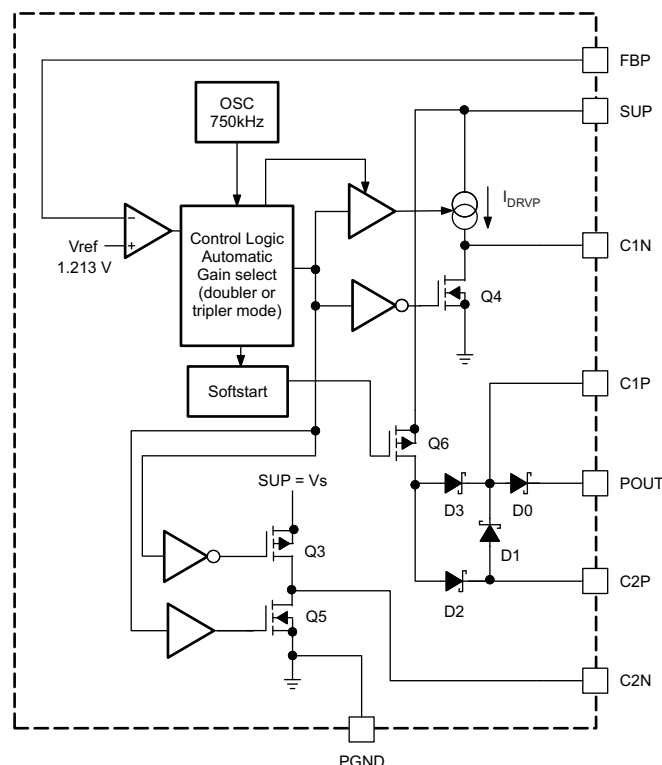 FBP
OSC
750kHz
SUP
I_DRVP
−
Vref
+
1.213 V
Control Logic
Automatic
Gain select
(doubler or
tripler mode)
C1N
Q4
Softstart
C1P
Q6
SUP = Vs
D3
D0
POUT
Q3
D1
D2
C2P
Q5
C2N
PGND